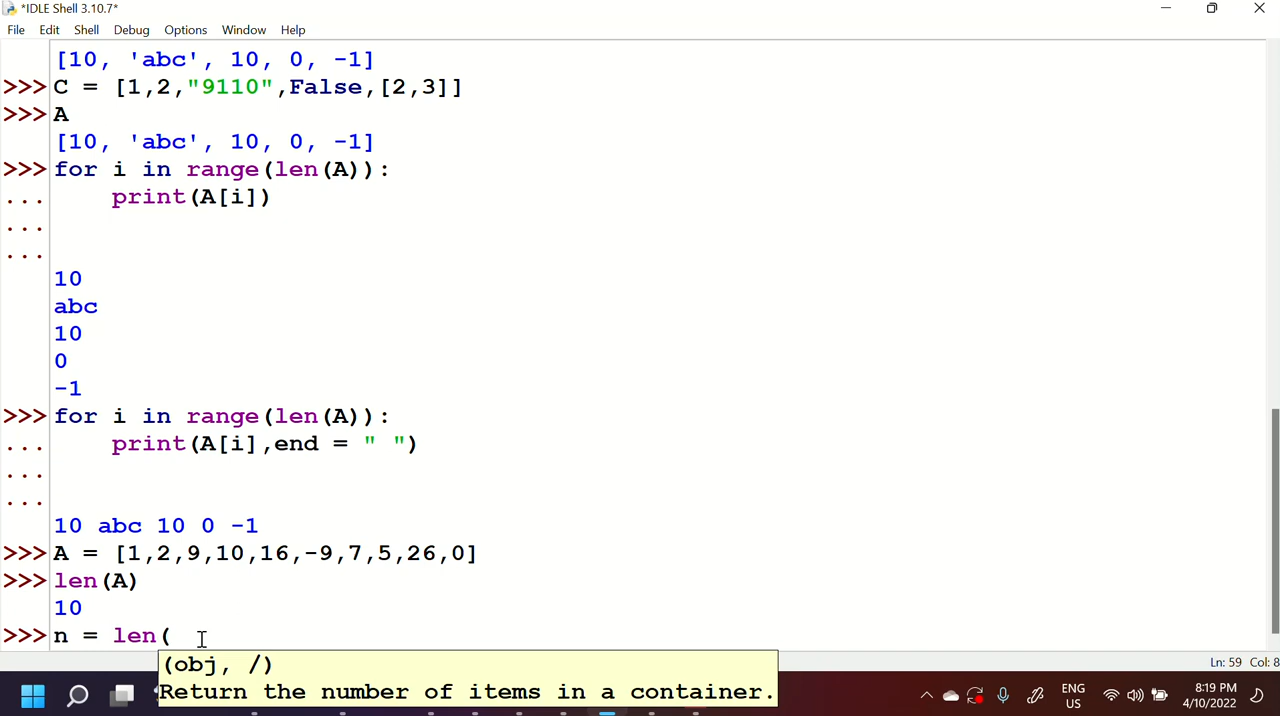 *IDLE Shell 3.10.7*
File Edit Shell Debug Options Window Help
[10, 'abc', 10, 0, -1]
>>> C = [1,2,"9110",False,[2,3]]
>>> A
[10, 'abc', 10, 0, -1]
>>> for i in range(len(A)):
... print(A[i])
...
...
10
abc
10
0
-1
>>> for i in range(len(A)):
... print(A[i],end = " ")
...
...
10 abc 10 0 -1
>>> A = [1,2,9,10,16,-9,7,5,26,0]
>>> len(A)
10
>>> n = len(
(obj, /)
Return the number of items in a container.
Ln: 59 Col: 8
ENG
US
8:19 PM
4/10/2022